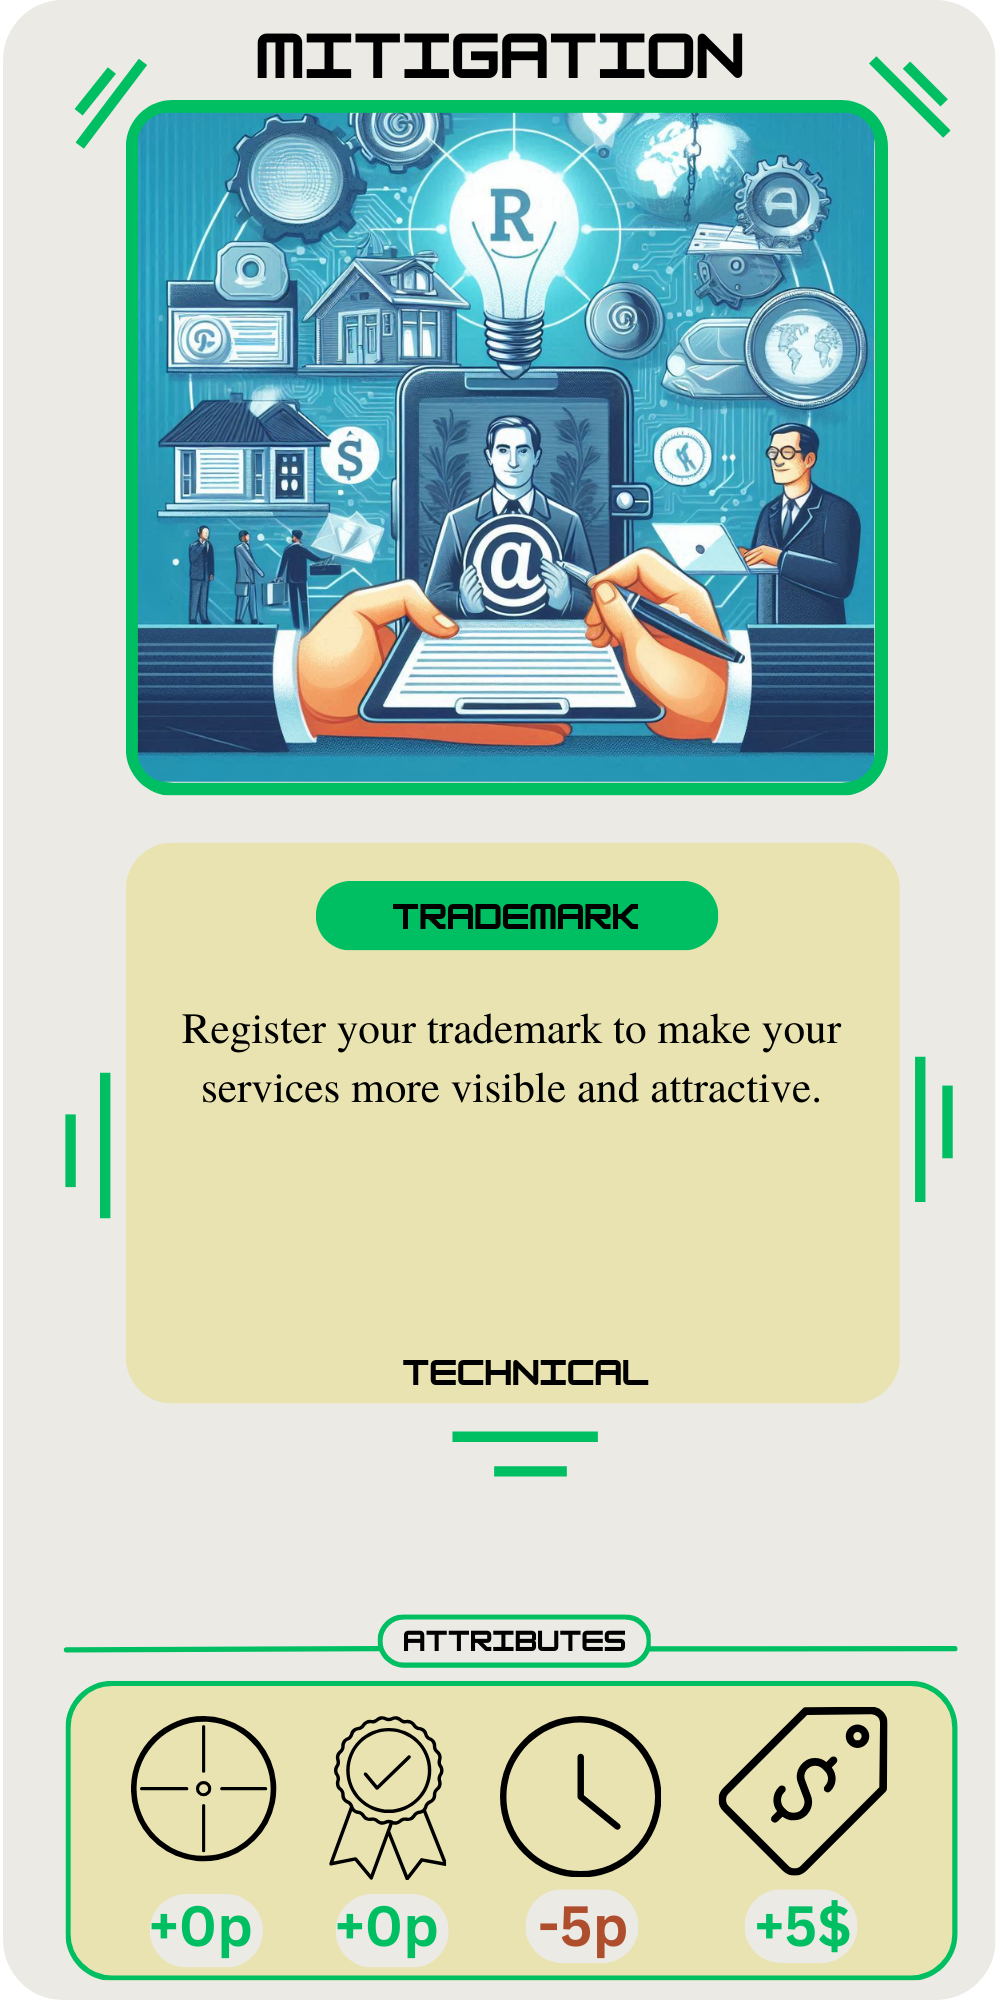 MITIGATION
R
A
$
@
TRADEMARK
Register your trademark to make your
services more visible and attractive.
TECHNICAL
ATTRIBUTES
$
+0p +0p -5p +5$